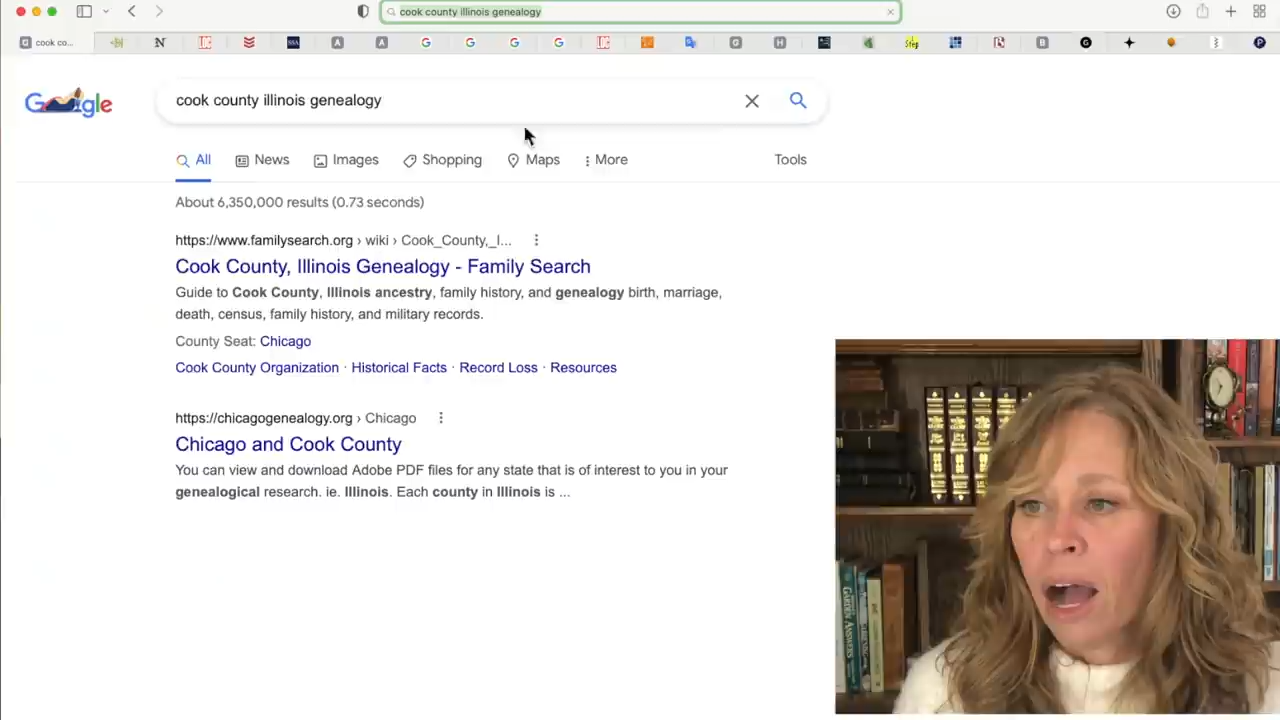 cook county illinois genealogy
cook co...
Google
cook county illinois genealogy
All
News
Images
Shopping
Maps
More
Tools
About 6,350,000 results (0.73 seconds)
https://www.familysearch.org › wiki › Cook_County,_I...
Cook County, Illinois Genealogy - Family Search
Guide to Cook County, Illinois ancestry, family history, and genealogy birth, marriage,
death, census, family history, and military records.
County Seat: Chicago
Cook County Organization · Historical Facts · Record Loss · Resources
https://chicagogenealogy.org › Chicago
Chicago and Cook County
You can view and download Adobe PDF files for any state that is of interest to you in your
genealogical research. ie. Illinois. Each county in Illinois is ...
GARDEN ANSWERS